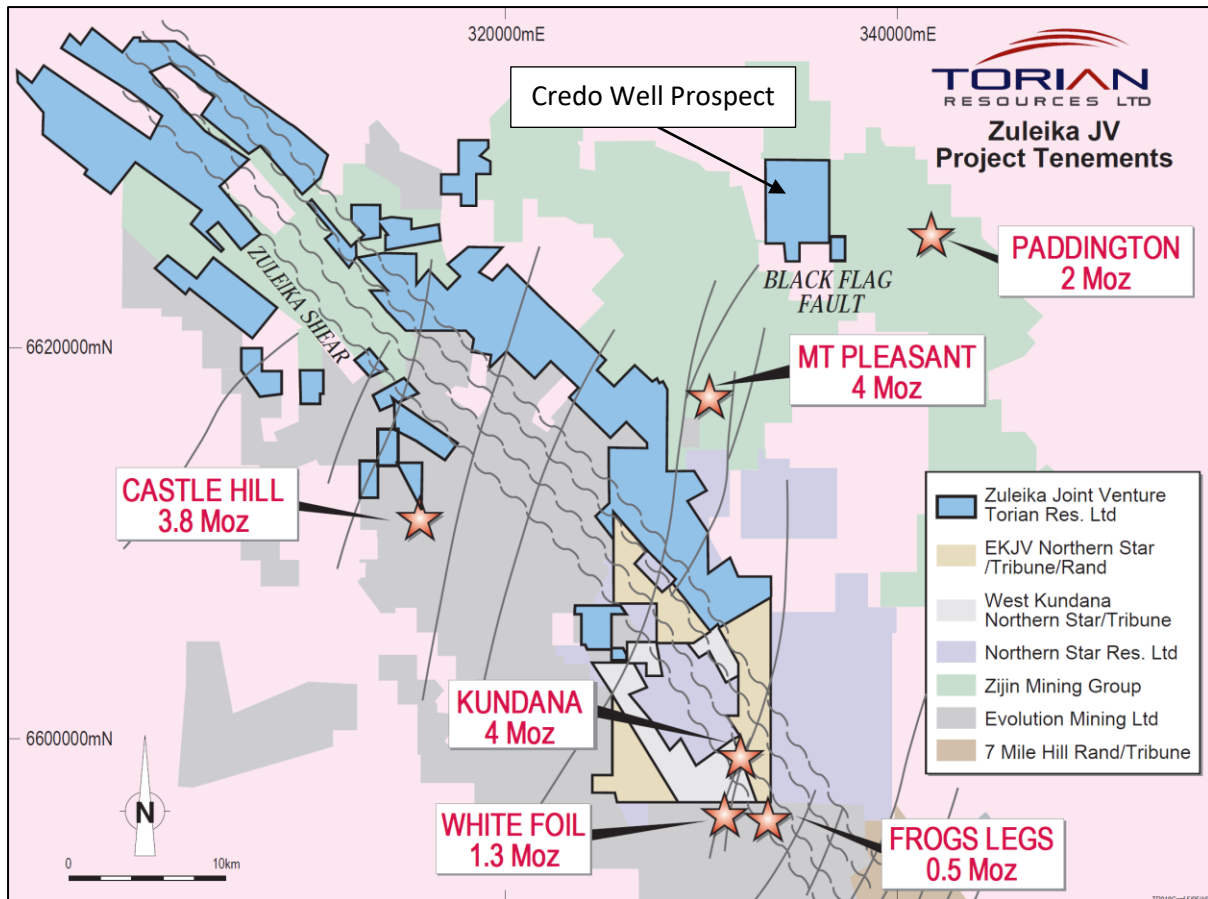 320000mE
340000mE
TORIAN
RESOURCES LTD
Zuleika JV
Project Tenements
Credo Well Prospect
PADDINGTON
2 Moz
BLACK FLAG
FAULT
ZULEIKA SHEAR
6620000mN
MT PLEASANT
4 Moz
CASTLE HILL
3.8 Moz
Zuleika Joint Venture
Torian Res. Ltd
EKJV Northern Star
/Tribune/Rand
West Kundana
Northern Star/Tribune
Northern Star Res. Ltd
Zijin Mining Group
Evolution Mining Ltd
7 Mile Hill Rand/Tribune
KUNDANA
4 Moz
6600000mN
N
WHITE FOIL
1.3 Moz
FROGS LEGS
0.5 Moz
0 10km